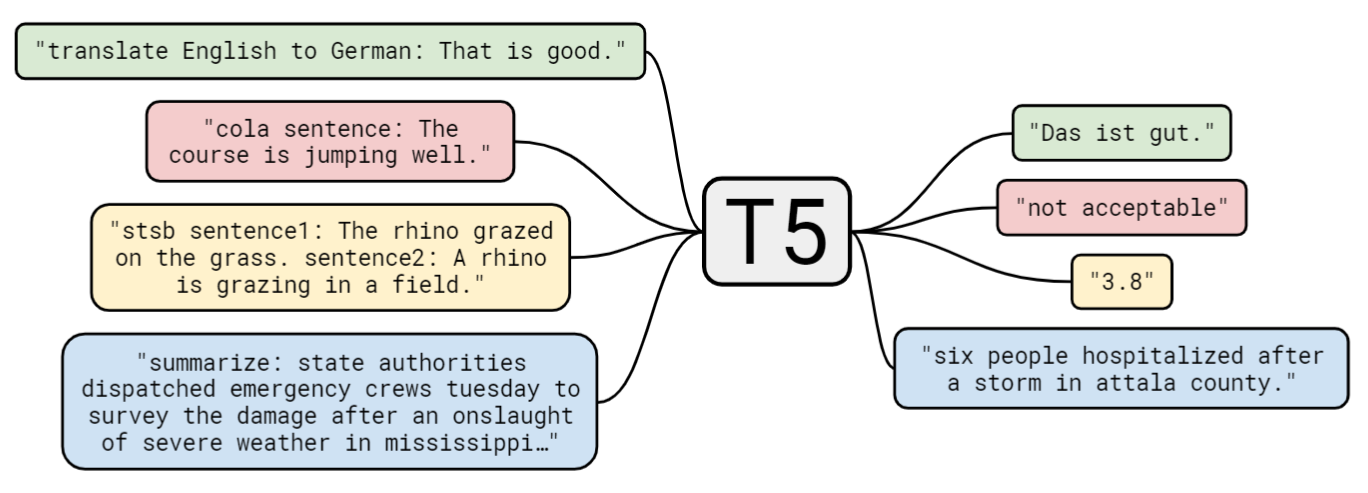 "translate English to German: That is good."
"cola sentence: The
course is jumping well."
"stsb sentence1: The rhino grazed
on the grass. sentence2: A rhino
is grazing in a field."
"summarize: state authorities
dispatched emergency crews tuesday to
survey the damage after an onslaught
of severe weather in mississippi…"
T5
"Das ist gut."
"not acceptable"
"3.8"
"six people hospitalized after
a storm in attala county."